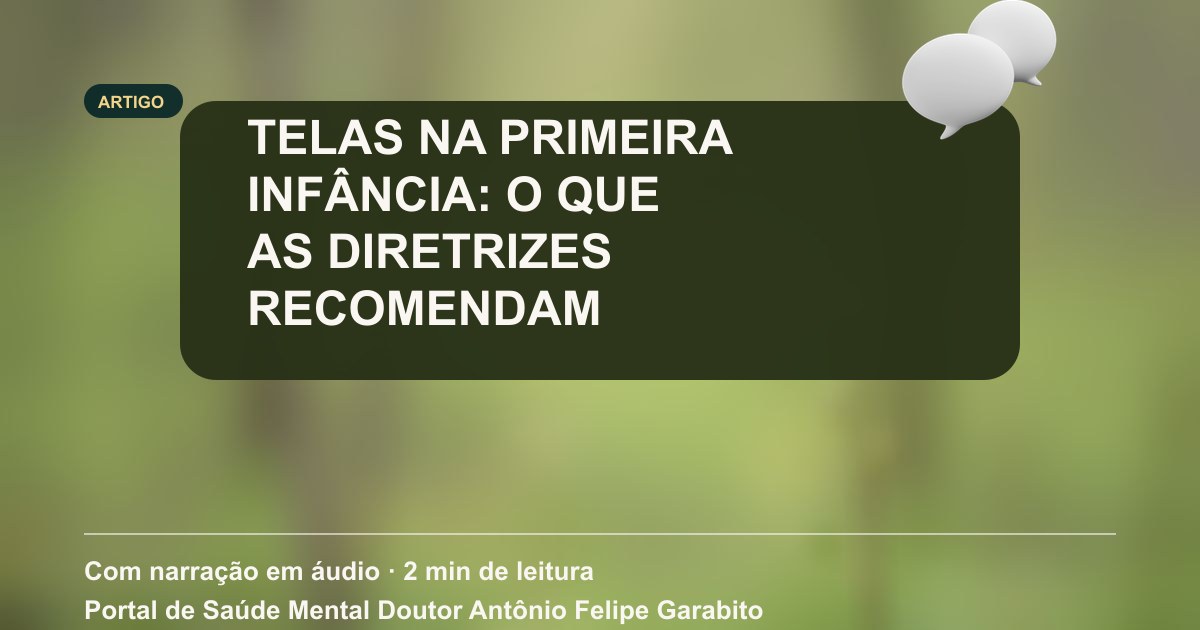 ARTIGO
TELAS NA PRIMEIRA
INFÂNCIA: O QUE
AS DIRETRIZES
RECOMENDAM
Com narração em áudio · 2 min de leitura
Portal de Saúde Mental Doutor Antônio Felipe Garabito